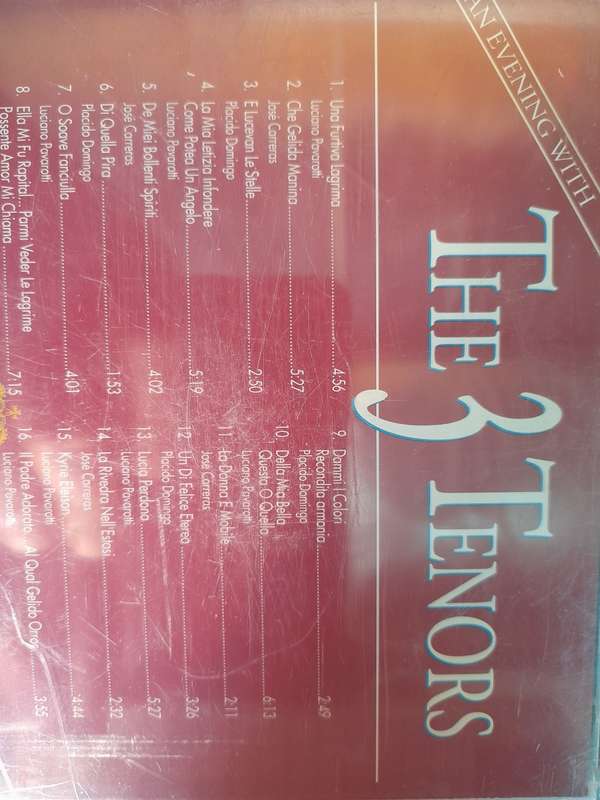 AN EVENING WITH
THE 3 TENORS
1. Una Furtiva Lagrima 4:56
Luciano Pavarotti
2. Che Gelida Manina 5:27
José Carreras
3. E Lucevan Le Stelle 2:50
Placido Domingo
4. La Mia Letizia Infondere
Come Potea Un Angelo 5:19
Luciano Pavarotti
5. De Miei Bollenti Spiriti 4:02
José Carreras
6. Di' Quella Pira 1:53
Placido Domingo
7. O Soave Fanciulla 4:01
Luciano Pavarotti
8. Ella Mi Fu Rapita!... Parmi Veder Le Lagrime
Possente Amor Mi Chiama 7:15
9. Dammi I Colori
Recondita armonia 2:49
Placido Domingo
10. Della Mia Bella
Questa O Quella 6:13
Luciano Pavarotti
11. La Donna E Mobile 2:11
José Carreras
12. Un Di Felice Eterea 3:26
Placido Domingo
13. Lucia Perdona 5:27
Luciano Pavarotti
14. La Rivedra Nell'Estasi 2:32
José Carreras
15. Kyrie Eleison 4:44
Luciano Pavarotti
16. Il Padre Adorato... Al Qual Gelido Orror 3:55
Luciano Pavarotti